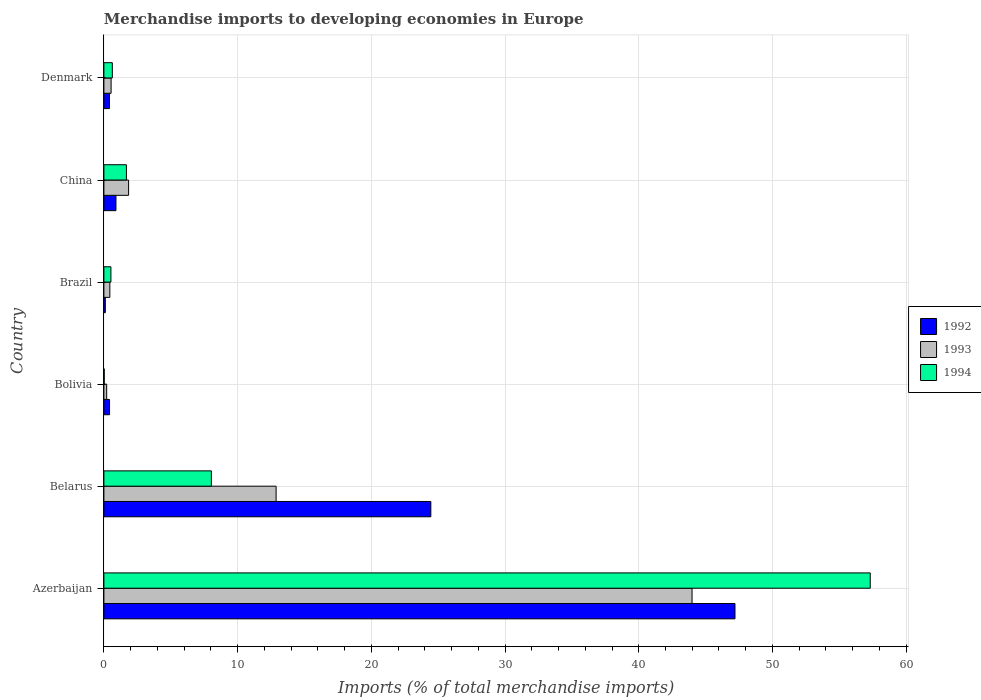 Merchandise imports to developing economies in Europe
Country
Denmark
China
Brazil
Bolivia
Belarus
Azerbaijan
1992
1993
1994
0
10
20
30
40
50
60
Imports (% of total merchandise imports)